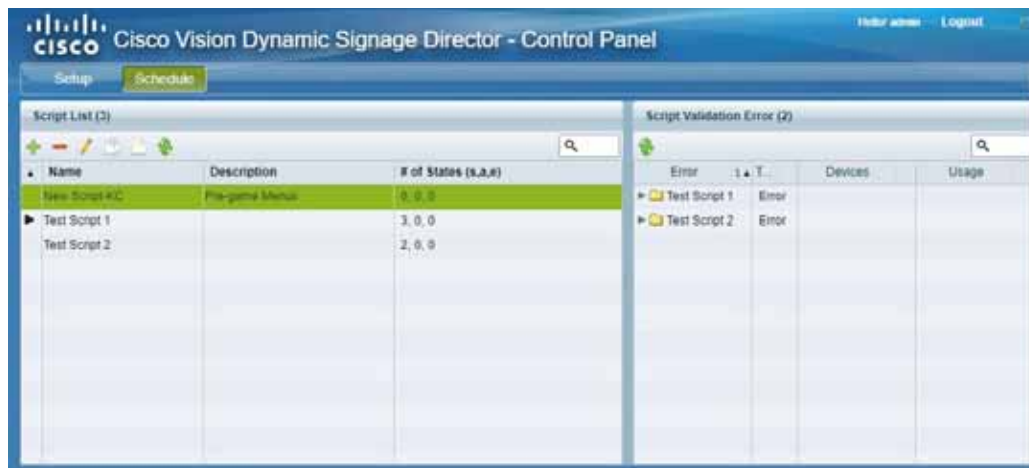 Hello! admin Logout
CISCO Cisco Vision Dynamic Signage Director - Control Panel
Setup Schedule
Script List (3)
Name Description # of States (s,a,e)
New Script-KC Pre-game Menus 0, 0, 0
Test Script 1 3, 0, 0
Test Script 2 2, 0, 0
Script Validation Error (2)
Error 1 T... Devices Usage
Test Script 1 Error
Test Script 2 Error